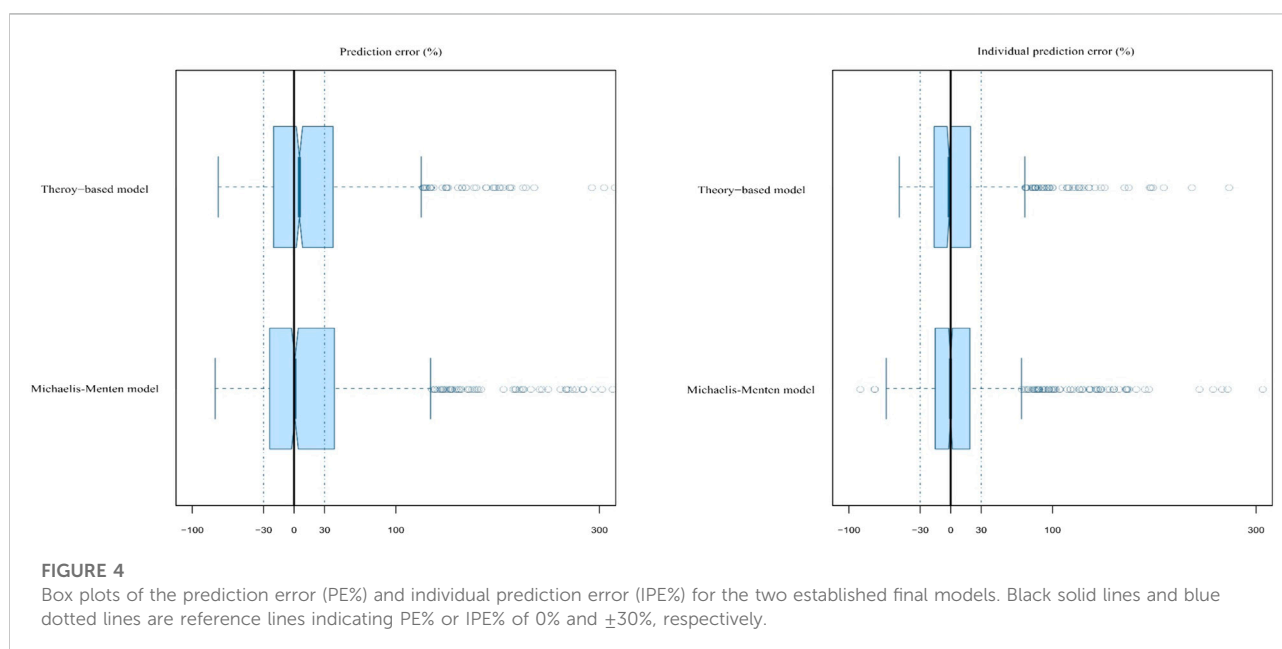 Prediction error (%)
Theroy-based model
Michaelis-Menten model
-100 -30 0 30 100 300
Individual prediction error (%)
Theory-based model
Michaelis-Menten model
-100 -30 0 30 100 300
FIGURE 4
Box plots of the prediction error (PE%) and individual prediction error (IPE%) for the two established final models. Black solid lines and blue
dotted lines are reference lines indicating PE% or IPE% of 0% and ±30%, respectively.